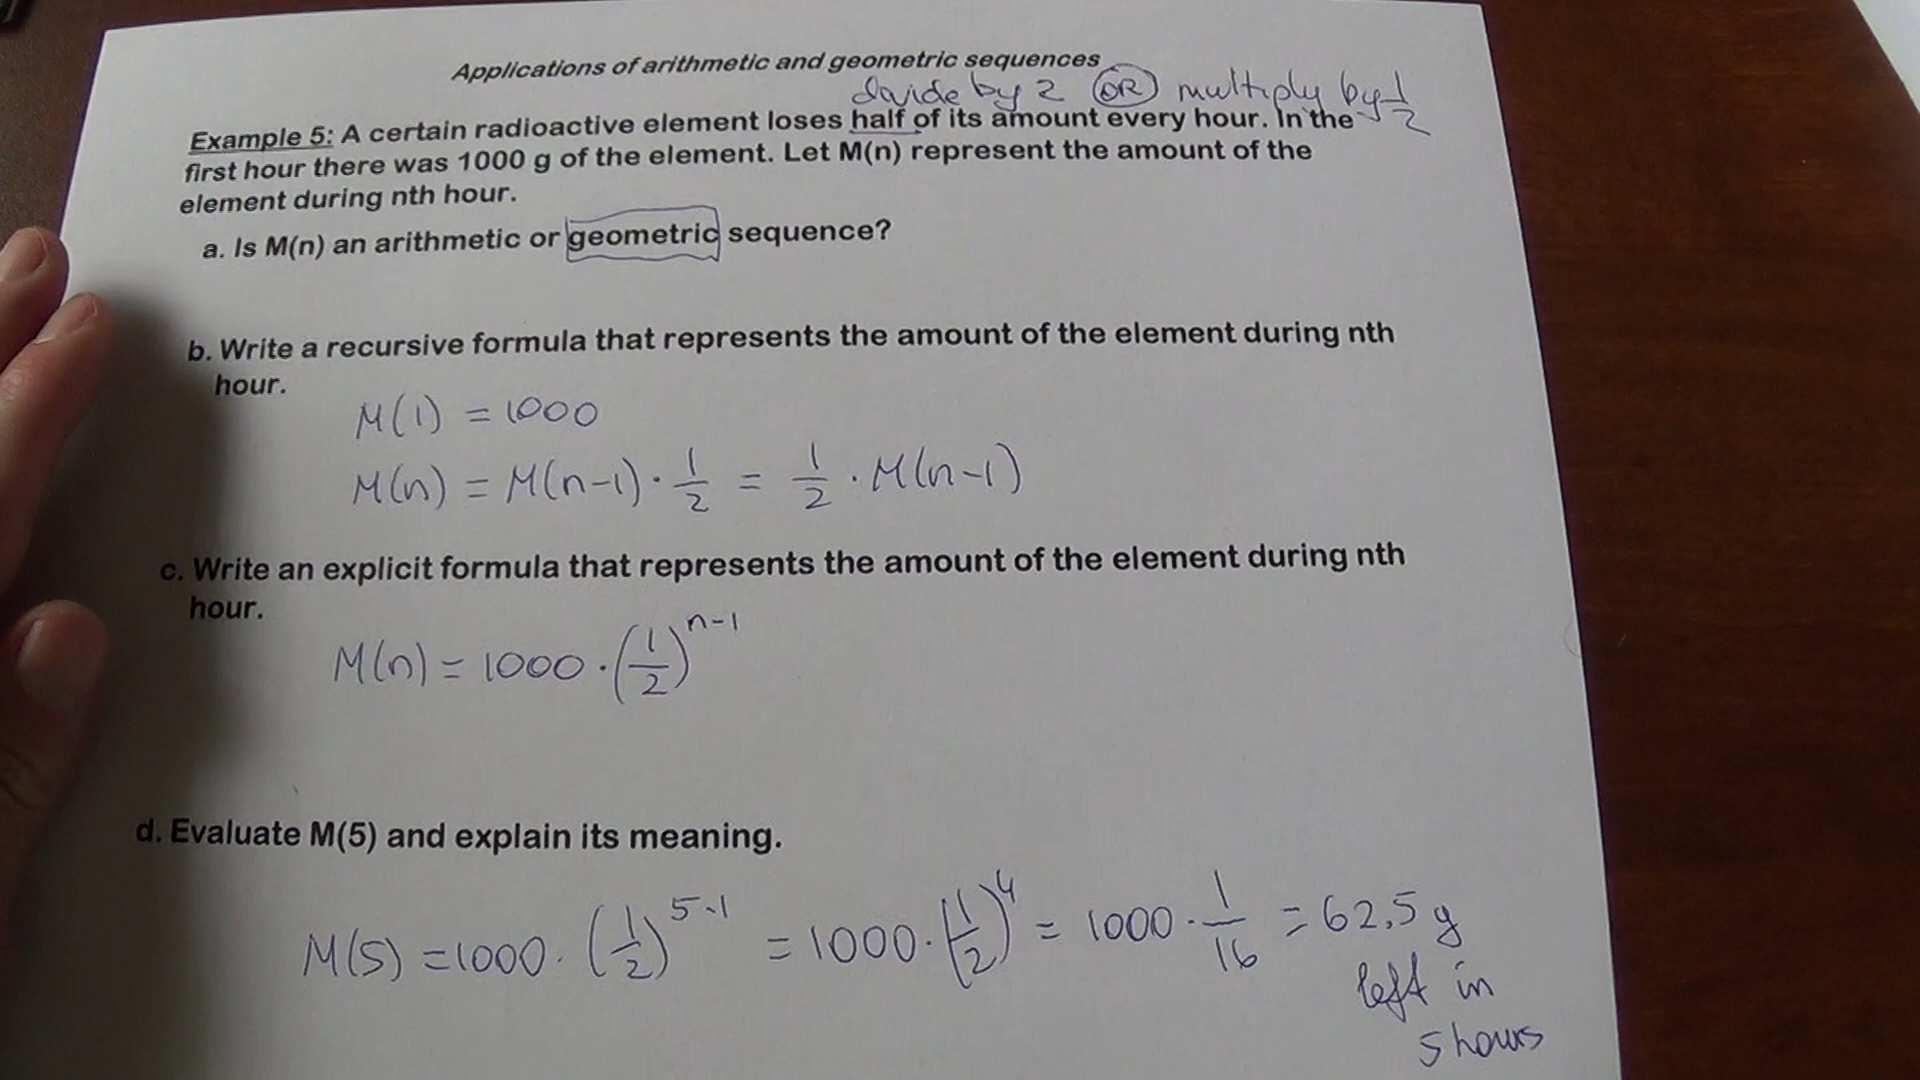 Applications of arithmetic and geometric sequences
divide by 2 OR multiply by 1/2
Example 5: A certain radioactive element loses half of its amount every hour. In the
first hour there was 1000 g of the element. Let M(n) represent the amount of the
element during nth hour.
a. Is M(n) an arithmetic or geometric sequence?
b. Write a recursive formula that represents the amount of the element during nth
hour.
M(1) = 1000
M(n) = M(n-1) · 1/2 = 1/2 · M(n-1)
c. Write an explicit formula that represents the amount of the element during nth
hour.
M(n) = 1000 · (1/2)^(n-1)
d. Evaluate M(5) and explain its meaning.
M(5) = 1000 · (1/2)^(5-1) = 1000 · (1/2)^4 = 1000 · 1/16 = 62,5 g
left in
5 hours